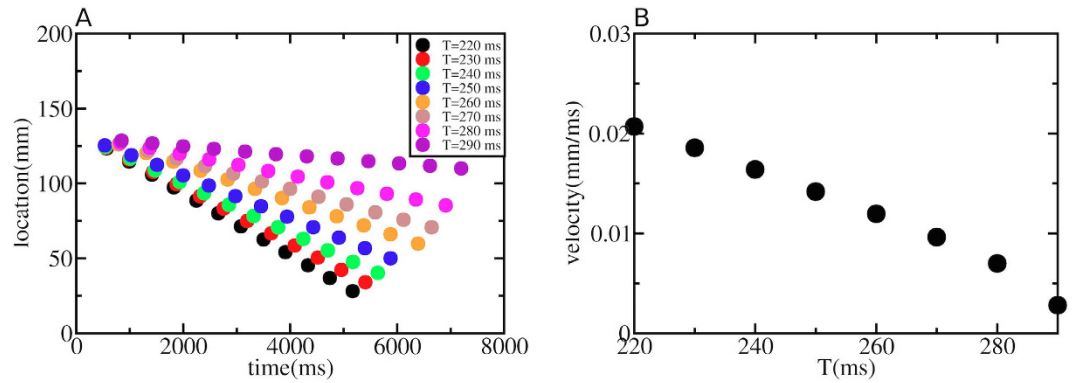 A
200
150
100
50
0
location(mm)
0
2000
4000
6000
8000
time(ms)
T=220 ms
T=230 ms
T=240 ms
T=250 ms
T=260 ms
T=270 ms
T=280 ms
T=290 ms
B
0.03
0.02
0.01
0
velocity(mm/ms)
220
240
260
280
T(ms)